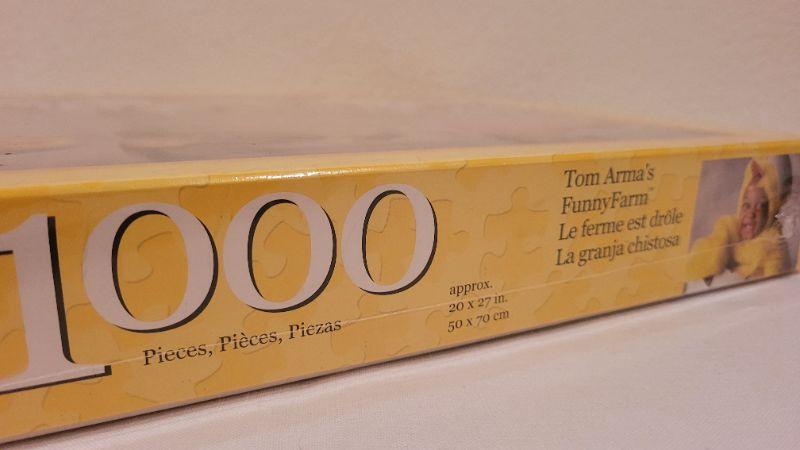 1000
Pieces, Pièces, Piezas
approx.
20 x 27 in.
50 x 70 cm
Tom Arma's
FunnyFarm™
Le ferme est drôle
La granja chistosa